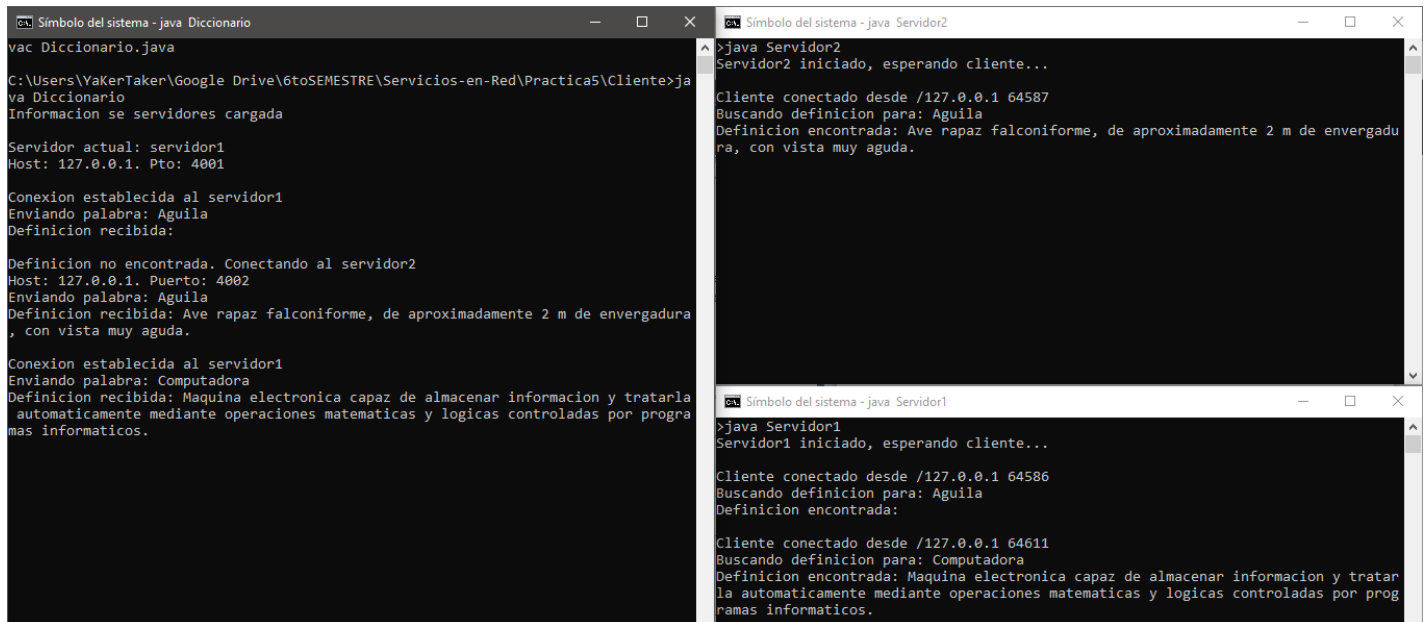 Símbolo del sistema - java Diccionario
vac Diccionario.java
C:\Users\YaKerTaker\Google Drive\6toSEMESTRE\Servicios-en-Red\Practica5\Cliente>ja
va Diccionario
Informacion se servidores cargada
Servidor actual: servidor1
Host: 127.0.0.1. Pto: 4001
Conexion establecida al servidor1
Enviando palabra: Aguila
Definicion recibida:
Definicion no encontrada. Conectando al servidor2
Host: 127.0.0.1. Puerto: 4002
Enviando palabra: Aguila
Definicion recibida: Ave rapaz falconiforme, de aproximadamente 2 m de envergadura
, con vista muy aguda.
Conexion establecida al servidor1
Enviando palabra: Computadora
Definicion recibida: Maquina electronica capaz de almacenar informacion y tratarla
automaticamente mediante operaciones matematicas y logicas controladas por progra
mas informaticos.
Símbolo del sistema - java Servidor2
>java Servidor2
Servidor2 iniciado, esperando cliente...
Cliente conectado desde /127.0.0.1 64587
Buscando definicion para: Aguila
Definicion encontrada: Ave rapaz falconiforme, de aproximadamente 2 m de envergadu
ra, con vista muy aguda.
Símbolo del sistema - java Servidor1
>java Servidor1
Servidor1 iniciado, esperando cliente...
Cliente conectado desde /127.0.0.1 64586
Buscando definicion para: Aguila
Definicion encontrada:
Cliente conectado desde /127.0.0.1 64611
Buscando definicion para: Computadora
Definicion encontrada: Maquina electronica capaz de almacenar informacion y tratar
la automaticamente mediante operaciones matematicas y logicas controladas por prog
ramas informaticos.